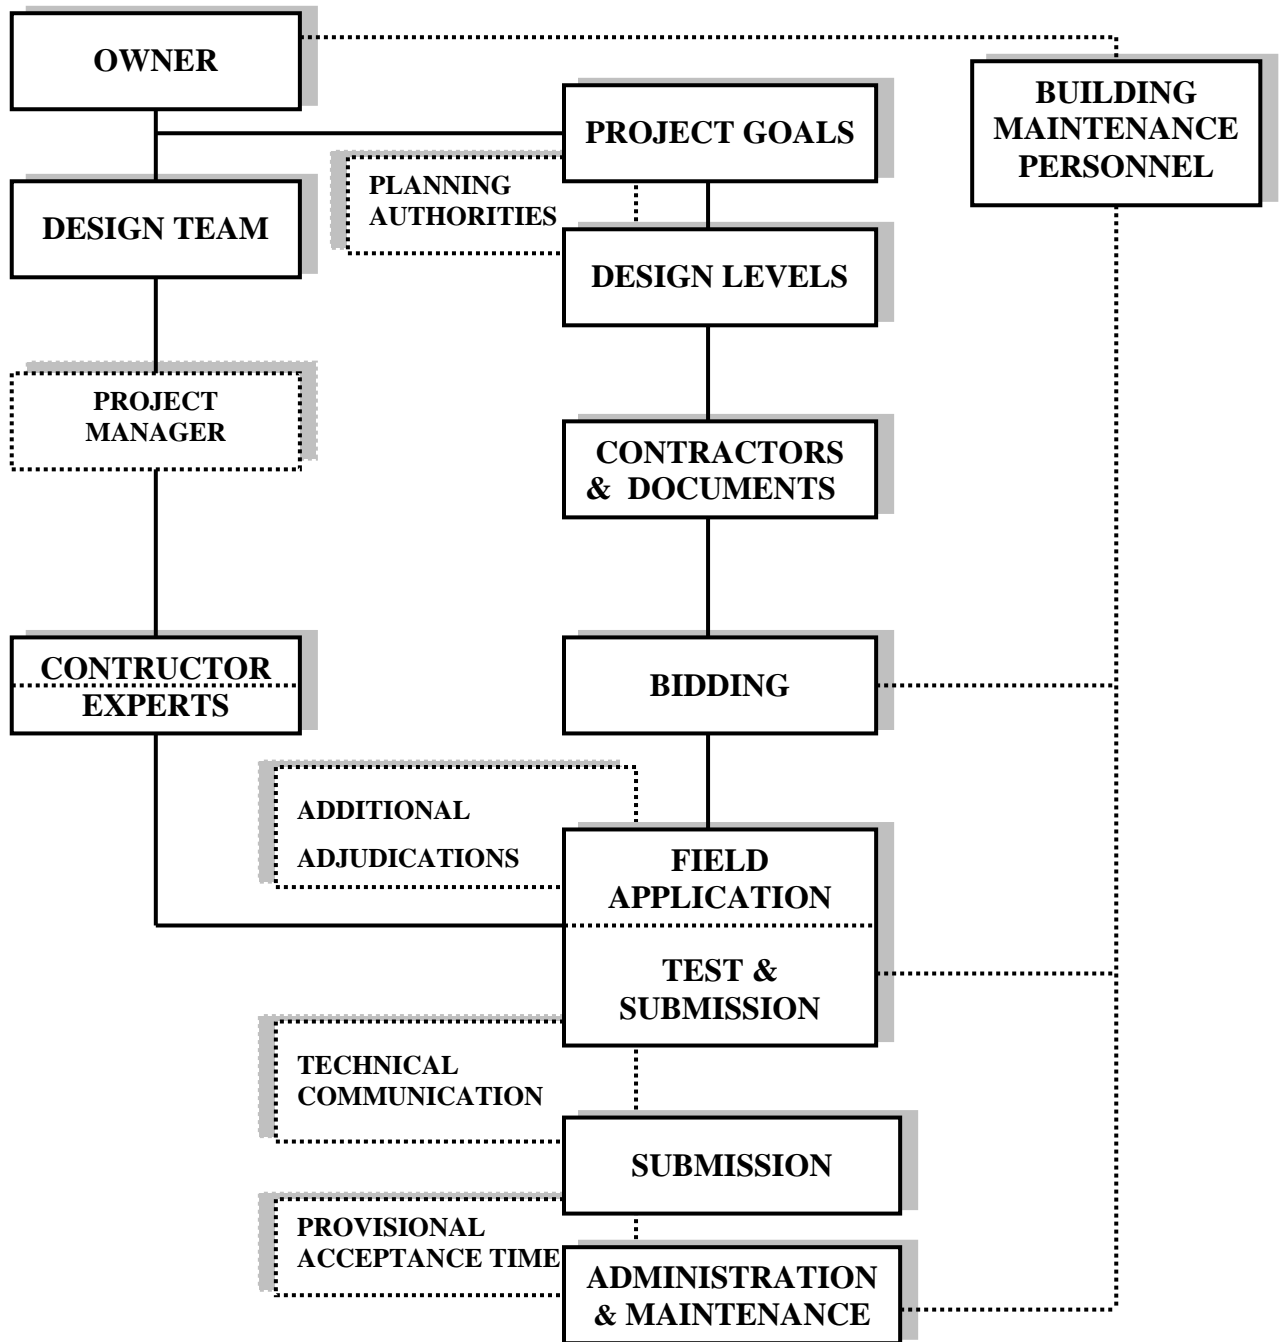 OWNER
BUILDING
MAINTENANCE
PERSONNEL
PROJECT GOALS
PLANNING
AUTHORITIES
DESIGN TEAM
DESIGN LEVELS
PROJECT
MANAGER
CONTRACTORS
& DOCUMENTS
CONTRUCTOR
EXPERTS
BIDDING
ADDITIONAL
ADJUDICATIONS
FIELD
APPLICATION
TEST &
SUBMISSION
TECHNICAL
COMMUNICATION
SUBMISSION
PROVISIONAL
ACCEPTANCE TIME
ADMINISTRATION
& MAINTENANCE